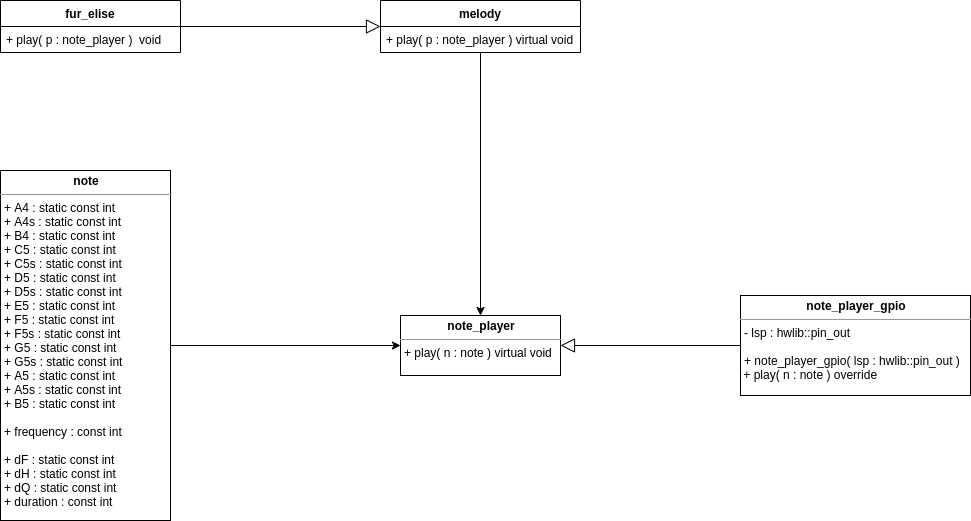 fur_elise
+ play( p : note_player )  void
melody
+ play( p : note_player ) virtual void
note
+ A4 : static const int
+ A4s : static const int
+ B4 : static const int
+ C5 : static const int
+ C5s : static const int
+ D5 : static const int
+ D5s : static const int
+ E5 : static const int
+ F5 : static const int
+ F5s : static const int
+ G5 : static const int
+ G5s : static const int
+ A5 : static const int
+ A5s : static const int
+ B5 : static const int
+ frequency : const int
+ dF : static const int
+ dH : static const int
+ dQ : static const int
+ duration : const int
note_player
+ play( n : note ) virtual void
note_player_gpio
- lsp : hwlib::pin_out
+ note_player_gpio( lsp : hwlib::pin_out )
+ play( n : note ) override